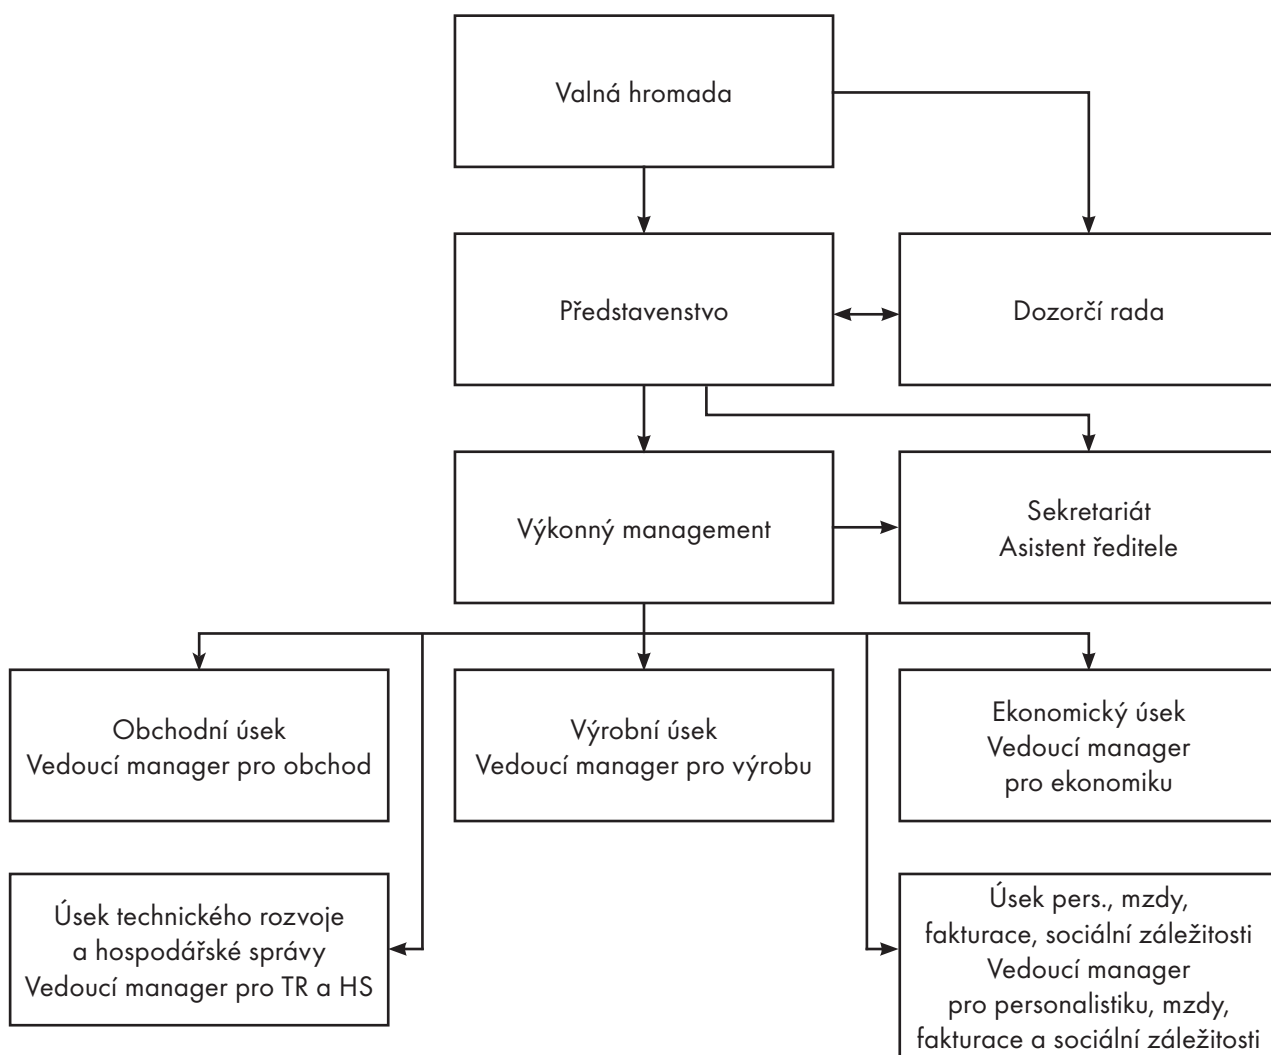 Valná hromada
Představenstvo
Dozorčí rada
Výkonný management
Sekretariát
Asistent ředitele
Obchodní úsek
Vedoucí manager pro obchod
Výrobní úsek
Vedoucí manager pro výrobu
Ekonomický úsek
Vedoucí manager
pro ekonomiku
Úsek technického rozvoje
a hospodářské správy
Vedoucí manager pro TR a HS
Úsek pers., mzdy,
fakturace, sociální záležitosti
Vedoucí manager
pro personalistiku, mzdy,
fakturace a sociální záležitosti